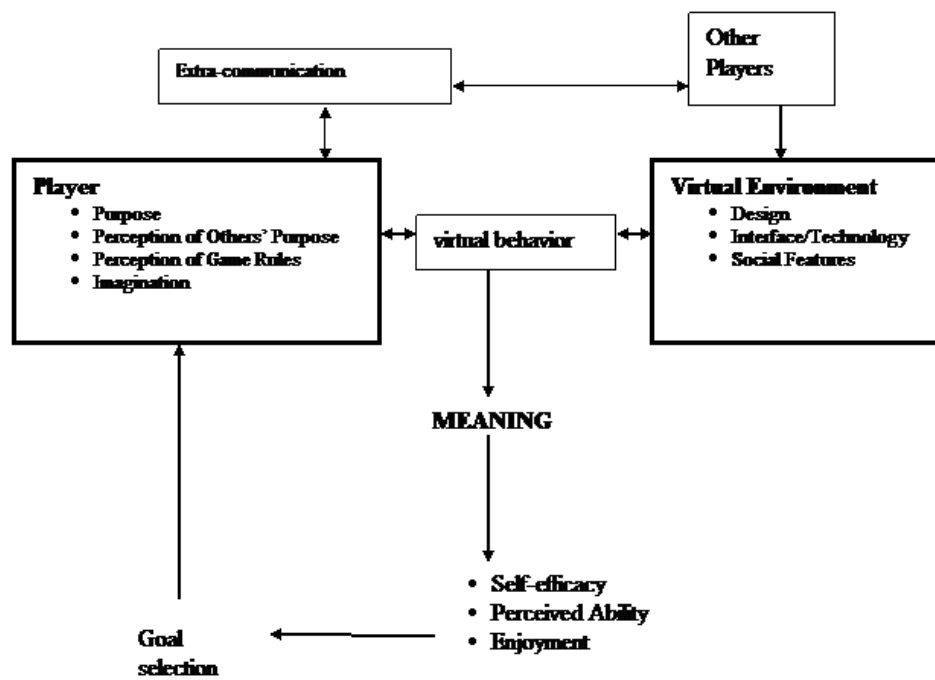 Other
Players
Extra-communication
Player
• Purpose
• Perception of Others' Purpose
• Perception of Game Rules
• Imagination
virtual behavior
Virtual Environment
• Design
• Interface/Technology
• Social Features
MEANING
• Self-efficacy
• Perceived Ability
• Enjoyment
Goal
selection